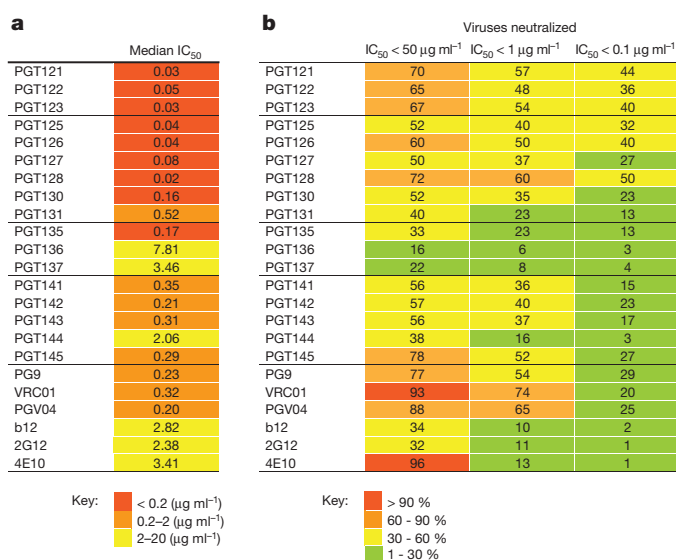 a
Median IC50
PGT121 0.03
PGT122 0.05
PGT123 0.03
PGT125 0.04
PGT126 0.04
PGT127 0.08
PGT128 0.02
PGT130 0.16
PGT131 0.52
PGT135 0.17
PGT136 7.81
PGT137 3.46
PGT141 0.35
PGT142 0.21
PGT143 0.31
PGT144 2.06
PGT145 0.29
PG9 0.23
VRC01 0.32
PGV04 0.20
b12 2.82
2G12 2.38
4E10 3.41
Key:
< 0.2 (μg ml–1)
0.2–2 (μg ml–1)
2–20 (μg ml–1)
b
Viruses neutralized
IC50 < 50 μg ml–1 IC50 < 1 μg ml–1 IC50 < 0.1 μg ml–1
PGT121 70 57 44
PGT122 65 48 36
PGT123 67 54 40
PGT125 52 40 32
PGT126 60 50 40
PGT127 50 37 27
PGT128 72 60 50
PGT130 52 35 23
PGT131 40 23 13
PGT135 33 23 13
PGT136 16 6 3
PGT137 22 8 4
PGT141 56 36 15
PGT142 57 40 23
PGT143 56 37 17
PGT144 38 16 3
PGT145 78 52 27
PG9 77 54 29
VRC01 93 74 20
PGV04 88 65 25
b12 34 10 2
2G12 32 11 1
4E10 96 13 1
Key:
> 90 %
60 - 90 %
30 - 60 %
1 - 30 %